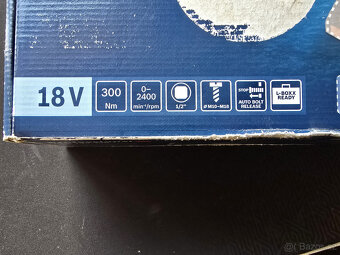 18 V
300
Nm
0–
2400
min⁻¹/rpm
1/2"
Ø M10–M18
STOP
AUTO BOLT
RELEASE
L-BOXX
READY